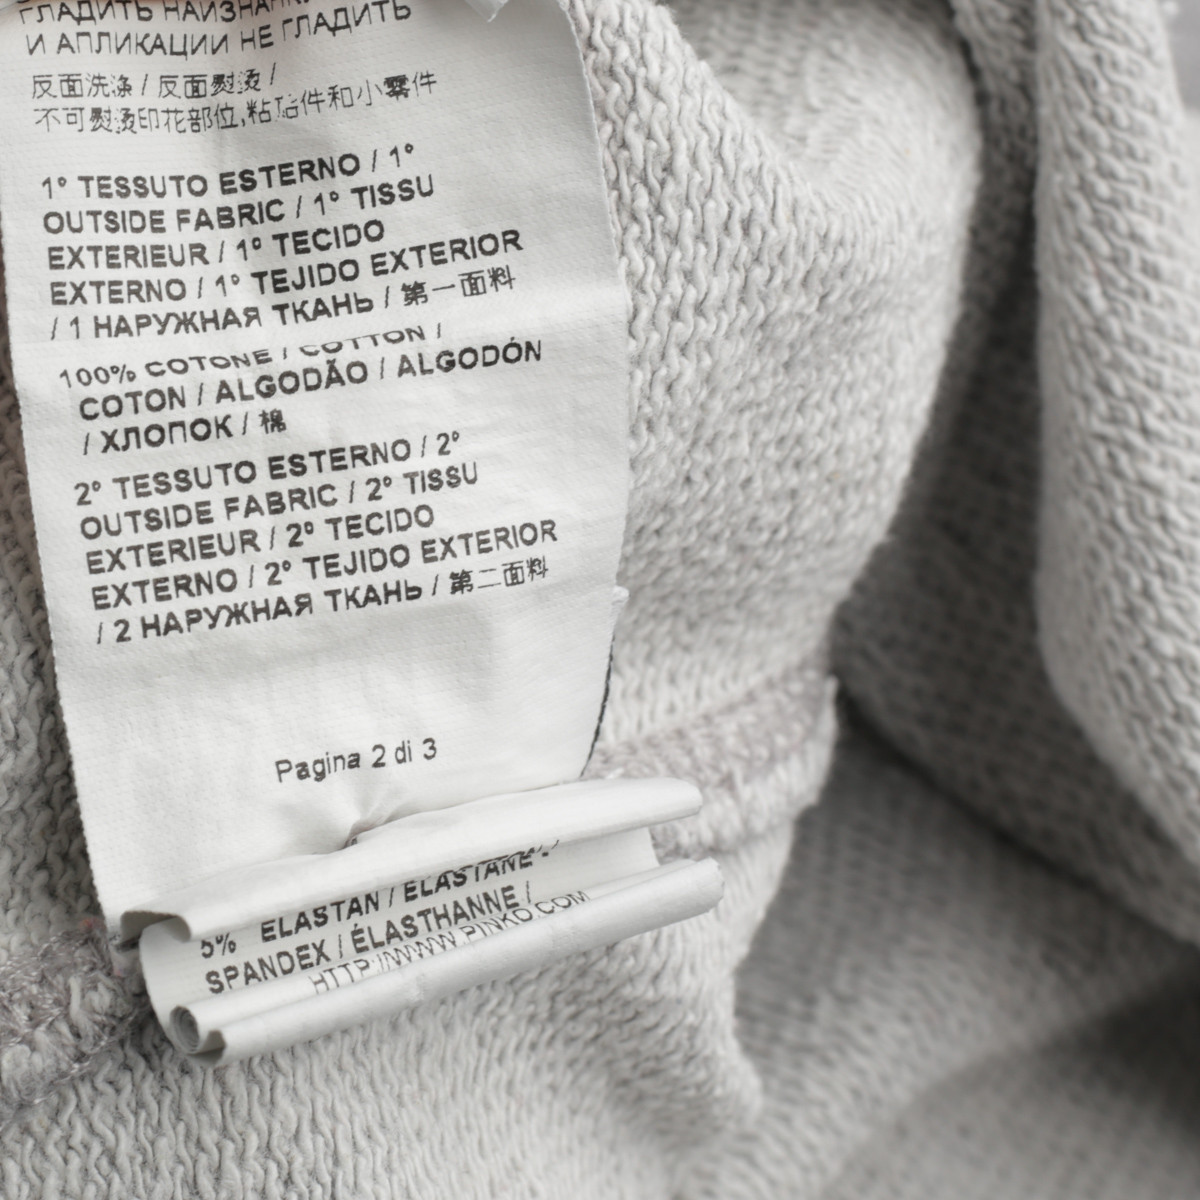 ГЛАДИТЬ НАИЗНАНКУ
И АПЛИКАЦИИ НЕ ГЛАДИТЬ
反面洗涤 / 反面熨烫 /
不可熨烫印花部位,粘贴件和小零件
1° TESSUTO ESTERNO / 1°
OUTSIDE FABRIC / 1° TISSU
EXTERIEUR / 1° TECIDO
EXTERNO / 1° TEJIDO EXTERIOR
/ 1 НАРУЖНАЯ ТКАНЬ / 第一面料
100% COTONE / COTTON /
COTON / ALGODÃO / ALGODÓN
/ ХЛОПОК / 棉
2° TESSUTO ESTERNO / 2°
OUTSIDE FABRIC / 2° TISSU
EXTERIEUR / 2° TECIDO
EXTERNO / 2° TEJIDO EXTERIOR
/ 2 НАРУЖНАЯ ТКАНЬ / 第二面料
Pagina 2 di 3
5% ELASTAN / ELASTANE -
SPANDEX / ÉLASTHANNE /
HTTP://WWW.PINKO.COM